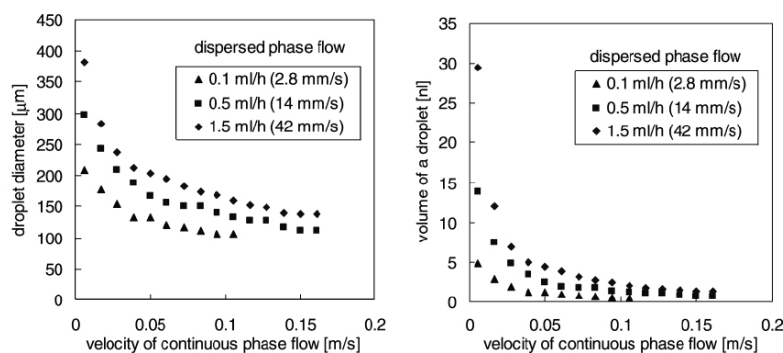 450
400
350
300
250
200
150
100
50
0
droplet diameter [μm]
dispersed phase flow
0.1 ml/h (2.8 mm/s)
0.5 ml/h (14 mm/s)
1.5 ml/h (42 mm/s)
0 0.05 0.1 0.15 0.2
velocity of continuous phase flow [m/s]
35
30
25
20
15
10
5
0
volume of a droplet [nl]
dispersed phase flow
0.1 ml/h (2.8 mm/s)
0.5 ml/h (14 mm/s)
1.5 ml/h (42 mm/s)
0 0.05 0.1 0.15 0.2
velocity of continuous phase flow [m/s]